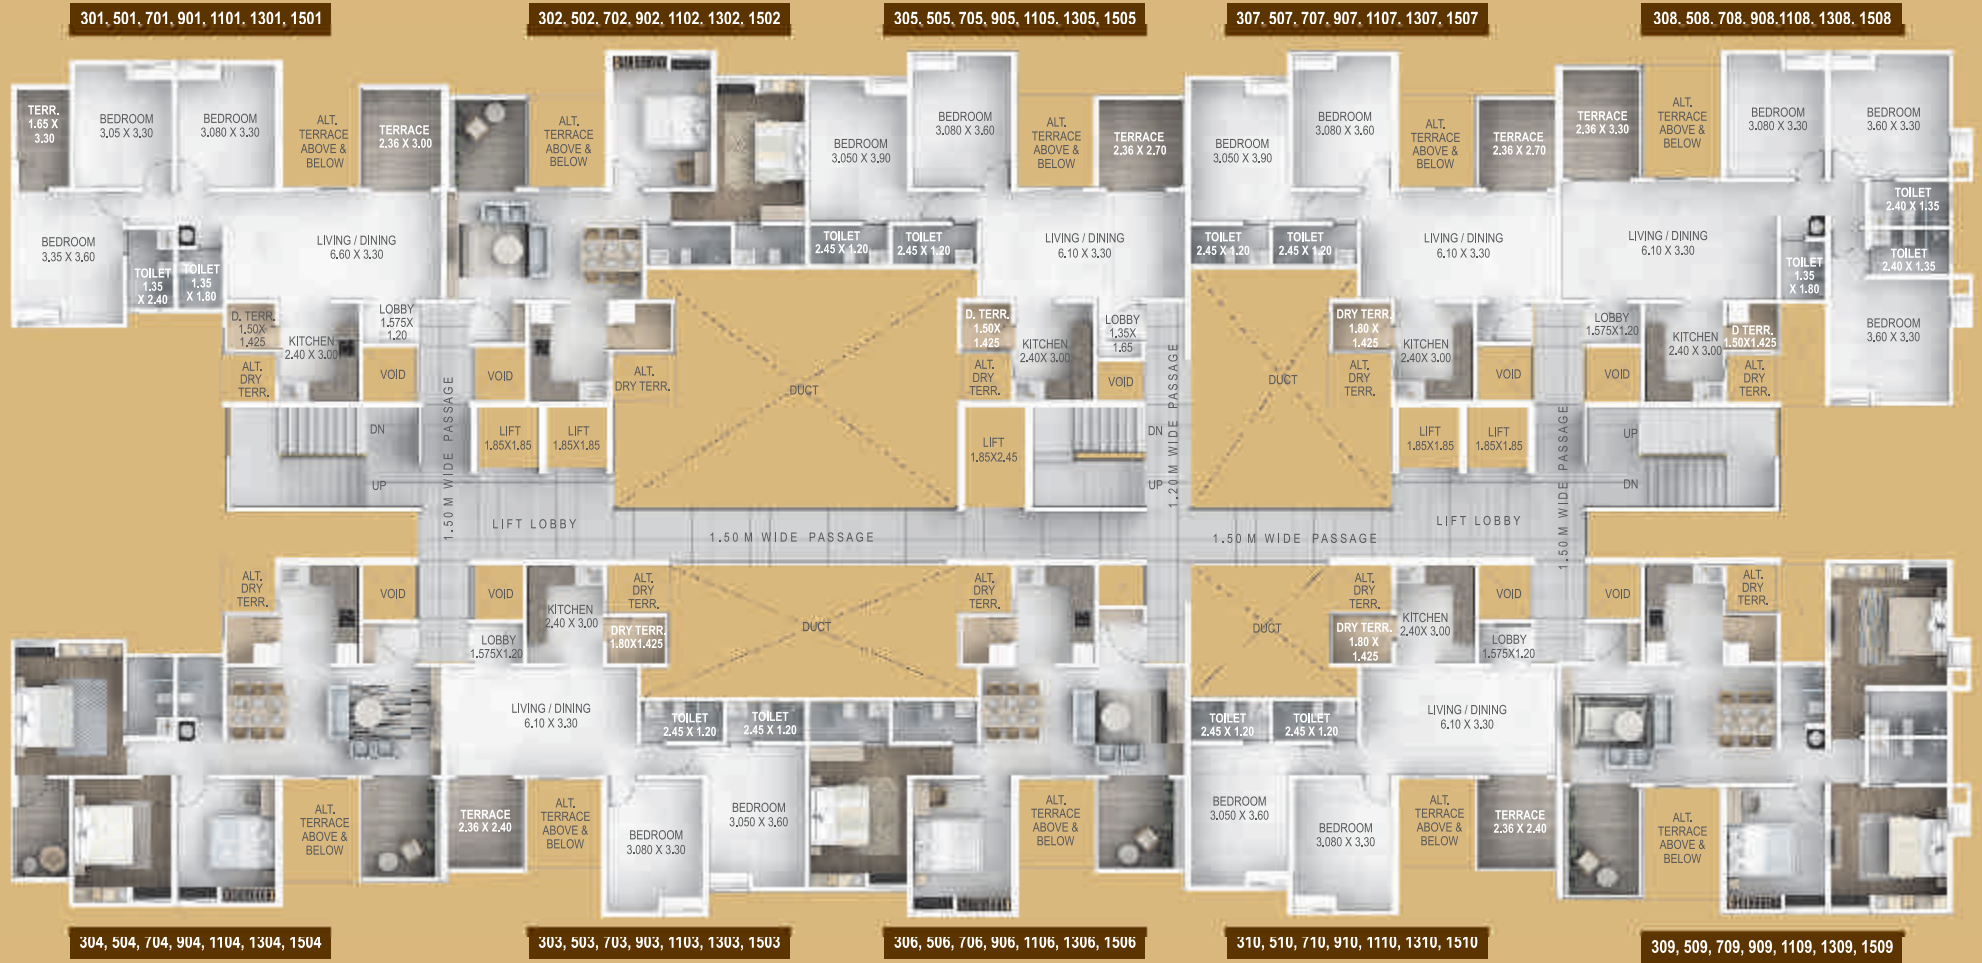 301, 501, 701, 901, 1101, 1301, 1501
302, 502, 702, 902, 1102, 1302, 1502
305, 505, 705, 905, 1105, 1305, 1505
307, 507, 707, 907, 1107, 1307, 1507
308, 508, 708, 908,1108, 1308, 1508
TERR.
1.65 X
3.30
BEDROOM
3.05 X 3.30
BEDROOM
3.080 X 3.30
ALT.
TERRACE
ABOVE &
BELOW
TERRACE
2.36 X 3.00
BEDROOM
3.35 X 3.60
TOILET
1.35
X 2.40
TOILET
1.35
X 1.80
LIVING / DINING
6.60 X 3.30
D. TERR.
1.50X
1.425
KITCHEN
2.40 X 3.00
LOBBY
1.575X
1.20
ALT.
DRY
TERR.
VOID
ALT.
TERRACE
ABOVE &
BELOW
VOID
ALT.
DRY TERR.
BEDROOM
3.050 X 3.90
BEDROOM
3.080 X 3.60
ALT.
TERRACE
ABOVE &
BELOW
TERRACE
2.36 X 2.70
TOILET
2.45 X 1.20
TOILET
2.45 X 1.20
LIVING / DINING
6.10 X 3.30
D. TERR.
1.50X
1.425
KITCHEN
2.40X 3.00
LOBBY
1.35X
1.65
ALT.
DRY
TERR.
VOID
BEDROOM
3.050 X 3.90
BEDROOM
3.080 X 3.60
ALT.
TERRACE
ABOVE &
BELOW
TERRACE
2.36 X 2.70
TOILET
2.45 X 1.20
TOILET
2.45 X 1.20
LIVING / DINING
6.10 X 3.30
DRY TERR.
1.80 X
1.425
KITCHEN
2.40X 3.00
ALT.
DRY
TERR.
VOID
TERRACE
2.36 X 3.30
ALT.
TERRACE
ABOVE &
BELOW
BEDROOM
3.080 X 3.30
BEDROOM
3.60 X 3.30
TOILET
2.40 X 1.35
TOILET
2.40 X 1.35
LIVING / DINING
6.10 X 3.30
TOILET
1.35
X 1.80
LOBBY
1.575X1.20
KITCHEN
2.40 X 3.00
D TERR.
1.50X1.425
BEDROOM
3.60 X 3.30
VOID
ALT.
DRY
TERR.
DUCT
DUCT
DN
UP
1.50 M WIDE PASSAGE
LIFT
1.85X1.85
LIFT
1.85X1.85
LIFT
1.85X2.45
DN
UP
1.20 M WIDE PASSAGE
LIFT
1.85X1.85
LIFT
1.85X1.85
1.50 M WIDE PASSAGE
UP
DN
LIFT LOBBY
1.50 M WIDE PASSAGE
1.50 M WIDE PASSAGE
LIFT LOBBY
ALT.
DRY
TERR.
VOID
VOID
KITCHEN
2.40 X 3.00
ALT.
DRY
TERR.
LOBBY
1.575X1.20
DRY TERR.
1.80X1.425
DUCT
ALT.
DRY
TERR.
DUCT
ALT.
DRY
TERR.
DRY TERR.
1.80 X
1.425
KITCHEN
2.40X 3.00
VOID
LOBBY
1.575X1.20
VOID
ALT.
DRY
TERR.
LIVING / DINING
6.10 X 3.30
TOILET
2.45 X 1.20
TOILET
2.45 X 1.20
TOILET
2.45 X 1.20
TOILET
2.45 X 1.20
LIVING / DINING
6.10 X 3.30
ALT.
TERRACE
ABOVE &
BELOW
TERRACE
2.36 X 2.40
ALT.
TERRACE
ABOVE &
BELOW
BEDROOM
3.080 X 3.30
BEDROOM
3.050 X 3.60
ALT.
TERRACE
ABOVE &
BELOW
BEDROOM
3.050 X 3.60
BEDROOM
3.080 X 3.30
ALT.
TERRACE
ABOVE &
BELOW
TERRACE
2.36 X 2.40
ALT.
TERRACE
ABOVE &
BELOW
304, 504, 704, 904, 1104, 1304, 1504
303, 503, 703, 903, 1103, 1303, 1503
306, 506, 706, 906, 1106, 1306, 1506
310, 510, 710, 910, 1110, 1310, 1510
309, 509, 709, 909, 1109, 1309, 1509